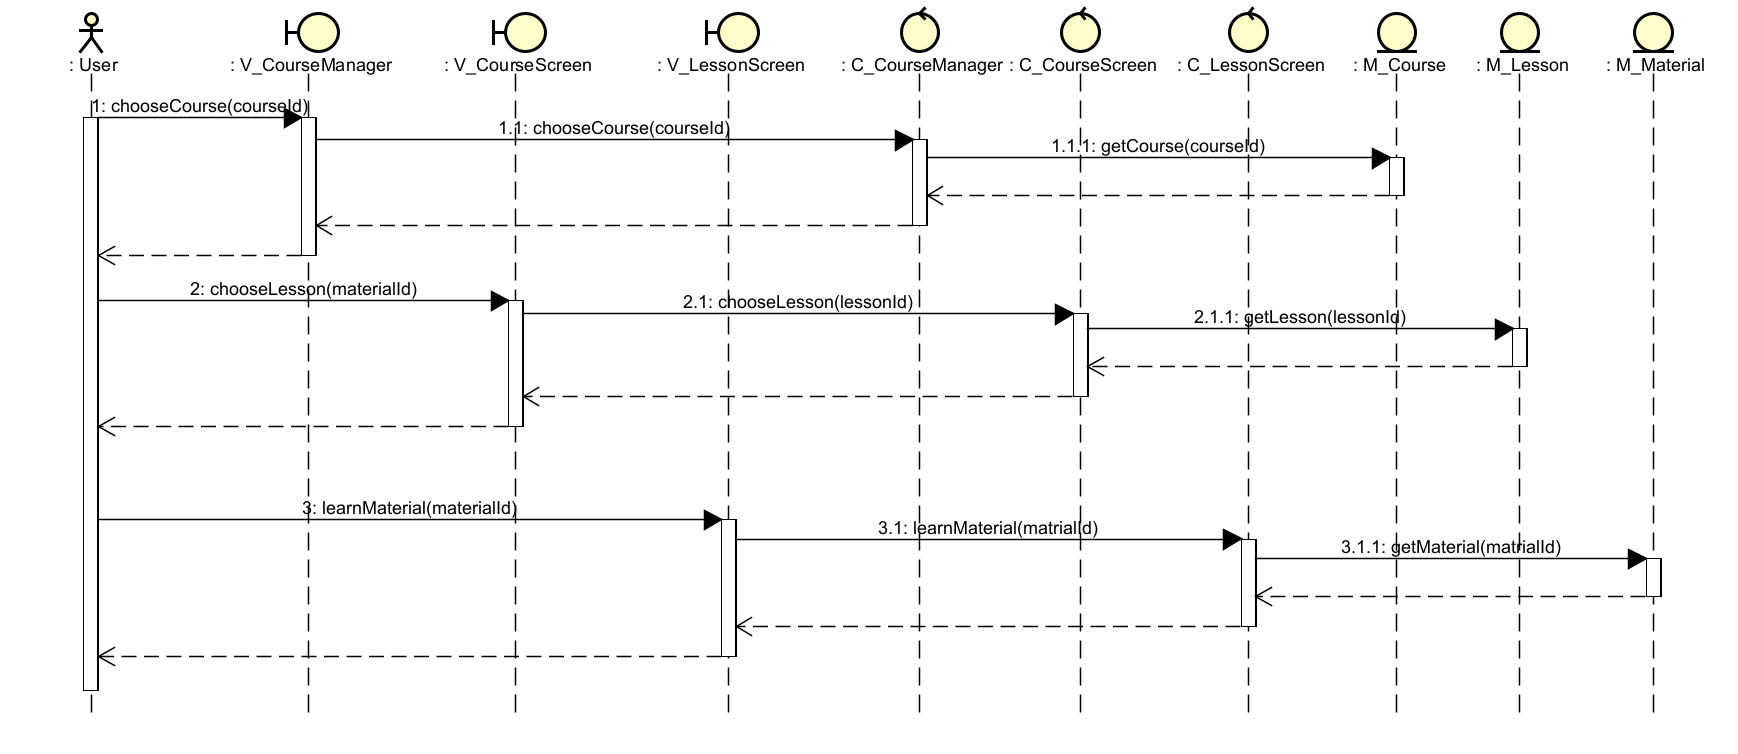 : User
: V_CourseManager
: V_CourseScreen
: V_LessonScreen
: C_CourseManager
: C_CourseScreen
: C_LessonScreen
: M_Course
: M_Lesson
: M_Material
1: chooseCourse(courseId)
1.1: chooseCourse(courseId)
1.1.1: getCourse(courseId)
2: chooseLesson(materialId)
2.1: chooseLesson(lessonId)
2.1.1: getLesson(lessonId)
3: learnMaterial(materialId)
3.1: learnMaterial(matrialId)
3.1.1: getMaterial(matrialId)